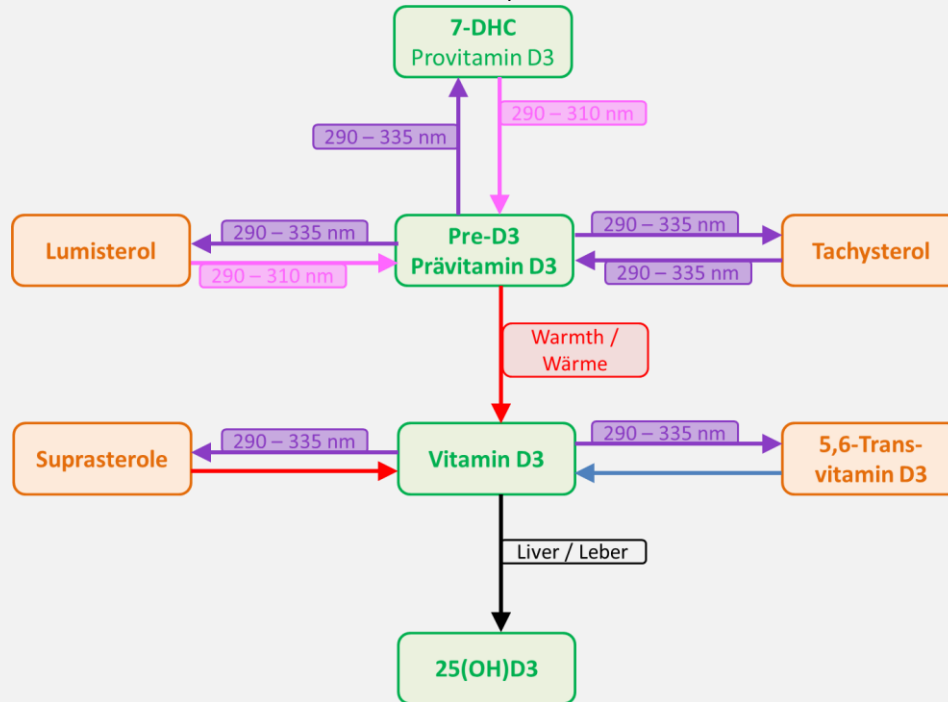 7-DHC
Provitamin D3
290 – 310 nm
290 – 335 nm
Lumisterol
290 – 335 nm
290 – 310 nm
Pre-D3
Prävitamin D3
290 – 335 nm
290 – 335 nm
Tachysterol
Warmth /
Wärme
Suprasterole
290 – 335 nm
Vitamin D3
290 – 335 nm
5,6-Trans-
vitamin D3
Liver / Leber
25(OH)D3